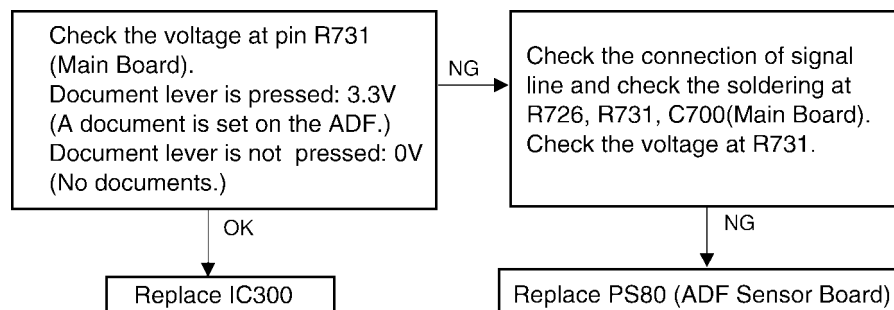 Check the voltage at pin R731
(Main Board).
Document lever is pressed: 3.3V
(A document is set on the ADF.)
Document lever is not pressed: 0V
(No documents.)
NG
Check the connection of signal
line and check the soldering at
R726, R731, C700(Main Board).
Check the voltage at R731.
OK
NG
Replace IC300
Replace PS80 (ADF Sensor Board)